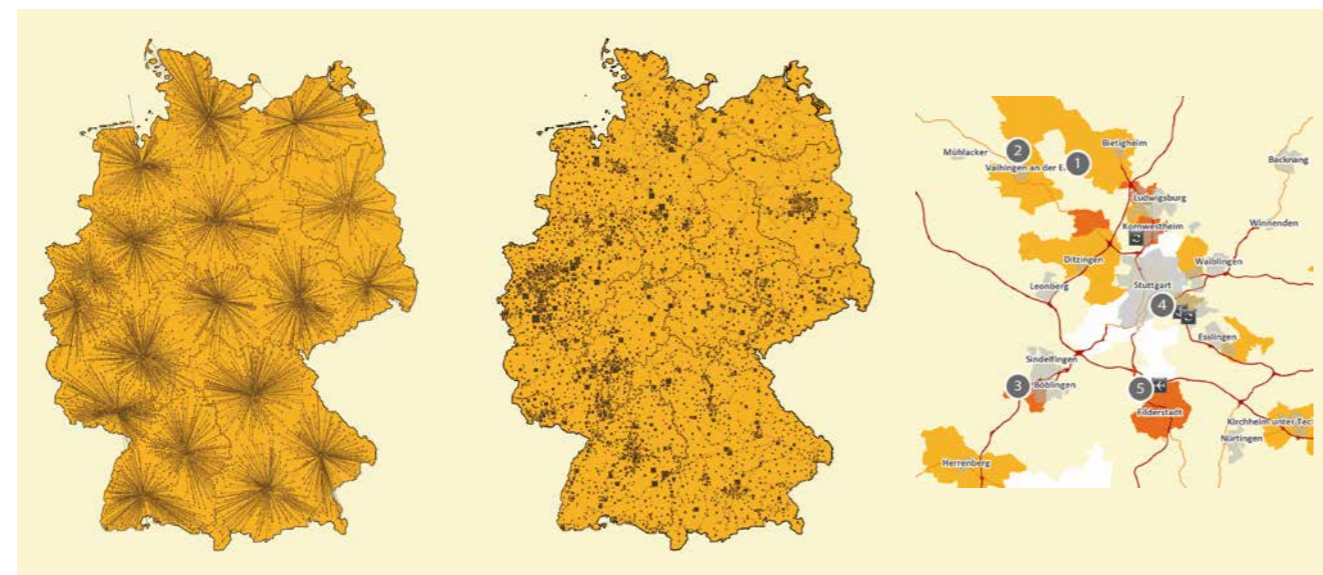 Mühlacker
2
1
Bietigheim
Backnang
Vaihingen an der E.
Ludwigsburg
Winnenden
Kornwestheim
Ditzingen
Waiblingen
Leonberg
Stuttgart
4
Esslingen
Sindelfingen
3
Böblingen
5
Filderstadt
Kirchheim unter Tec
Nürtingen
Herrenberg